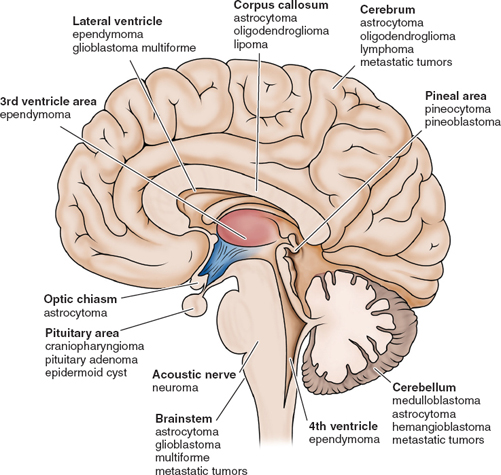 Lateral ventricle
ependymoma
glioblastoma multiforme
Corpus callosum
astrocytoma
oligodendroglioma
lipoma
Cerebrum
astrocytoma
oligodendroglioma
lymphoma
metastatic tumors
3rd ventricle area
ependymoma
Pineal area
pineocytoma
pineoblastoma
Optic chiasm
astrocytoma
Pituitary area
craniopharyngioma
pituitary adenoma
epidermoid cyst
Acoustic nerve
neuroma
Brainstem
astrocytoma
glioblastoma
multiforme
metastatic tumors
4th ventricle
ependymoma
Cerebellum
medulloblastoma
astrocytoma
hemangioblastoma
metastatic tumors